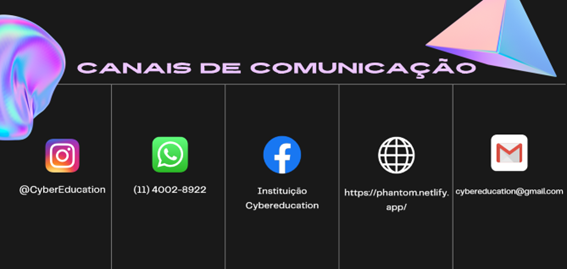 CANAIS DE COMUNICAÇÃO
@CyberEducation
(11) 4002-8922
Instituição
Cybereducation
https://phantom.netlify.
app/
cybereducation@gmail.com